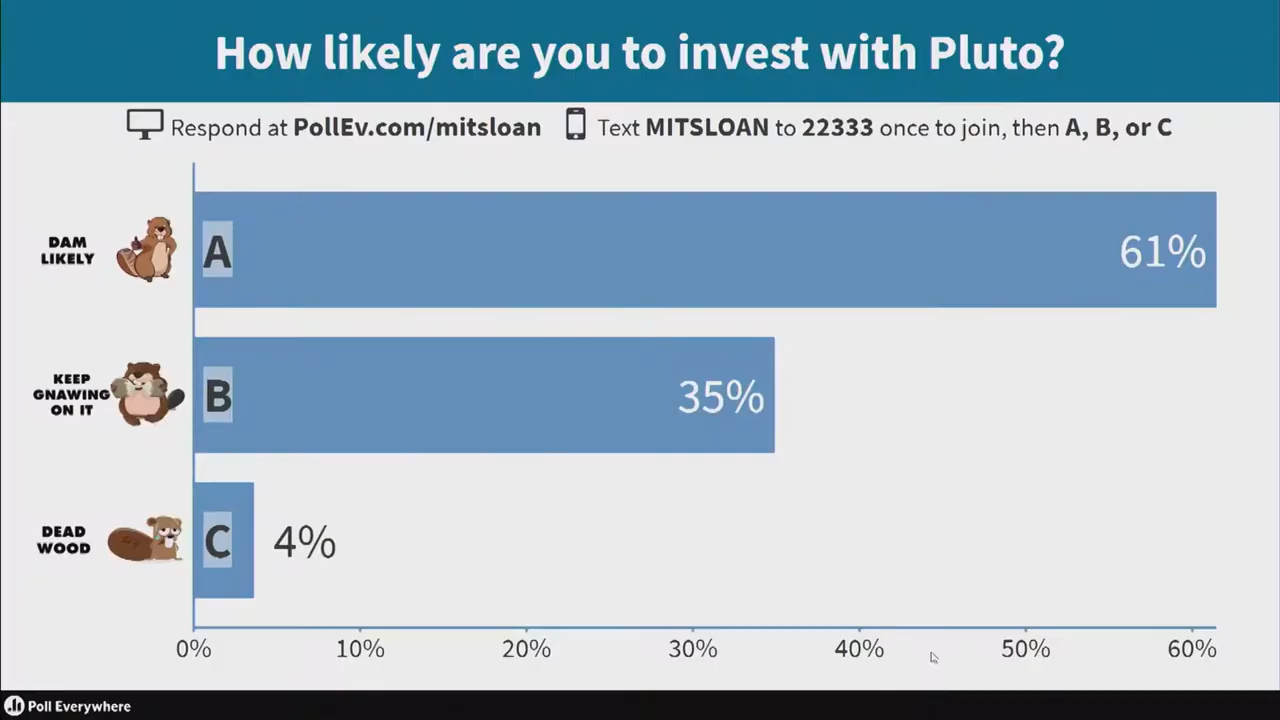 How likely are you to invest with Pluto?
Respond at PollEv.com/mitsloan
Text MITSLOAN to 22333 once to join, then A, B, or C
DAM
LIKELY
A
61%
KEEP
GNAWING
ON IT
B
35%
DEAD
WOOD
C
4%
0% 10% 20% 30% 40% 50% 60%
Poll Everywhere